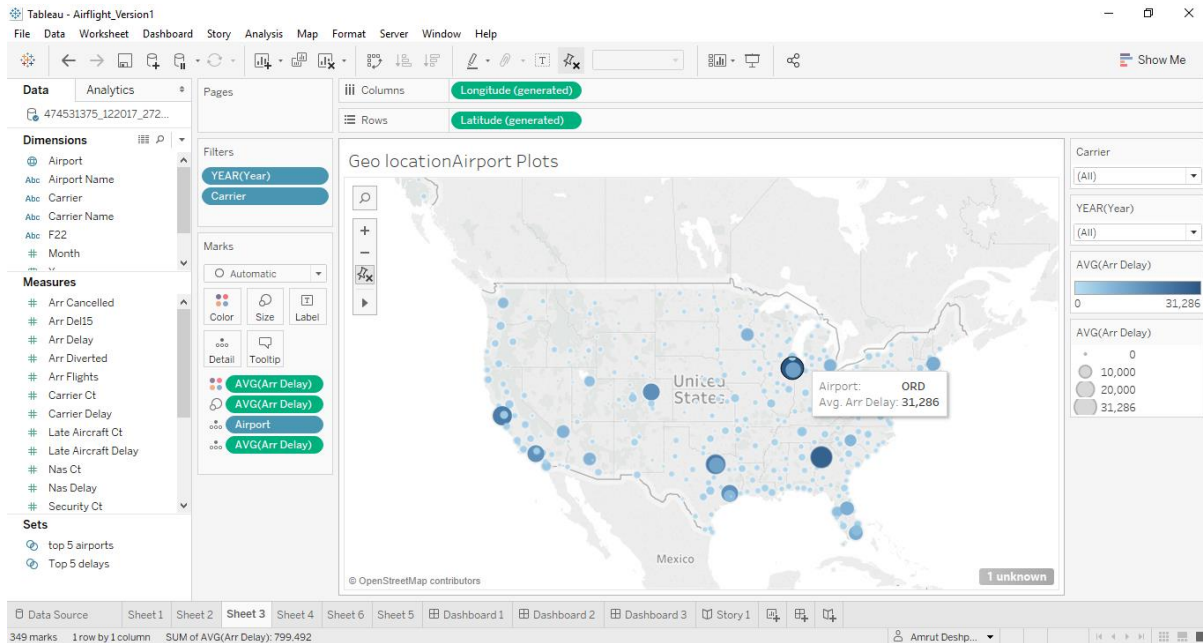 Tableau - Airflight_Version1
File Data Worksheet Dashboard Story Analysis Map Format Server Window Help
Show Me
Data Analytics
474531375_122017_272...
Dimensions
Airport
Abc Airport Name
Abc Carrier
Abc Carrier Name
Abc F22
# Month
Measures
# Arr Cancelled
# Arr Del15
# Arr Delay
# Arr Diverted
# Arr Flights
# Carrier Ct
# Carrier Delay
# Late Aircraft Ct
# Late Aircraft Delay
# Nas Ct
# Nas Delay
# Security Ct
Sets
top 5 airports
Top 5 delays
Pages
Filters
YEAR(Year)
Carrier
Marks
Automatic
Color Size Label
Detail Tooltip
AVG(Arr Delay)
AVG(Arr Delay)
Airport
AVG(Arr Delay)
Columns Longitude (generated)
Rows Latitude (generated)
Geo locationAirport Plots
United
States
Airport: ORD
Avg. Arr Delay: 31,286
Mexico
© OpenStreetMap contributors
1 unknown
Carrier
(All)
YEAR(Year)
(All)
AVG(Arr Delay)
0 31,286
AVG(Arr Delay)
0
10,000
20,000
31,286
Data Source Sheet 1 Sheet 2 Sheet 3 Sheet 4 Sheet 6 Sheet 5 Dashboard 1 Dashboard 2 Dashboard 3 Story 1
349 marks 1 row by 1 column SUM of AVG(Arr Delay): 799,492
Amrut Deshp...